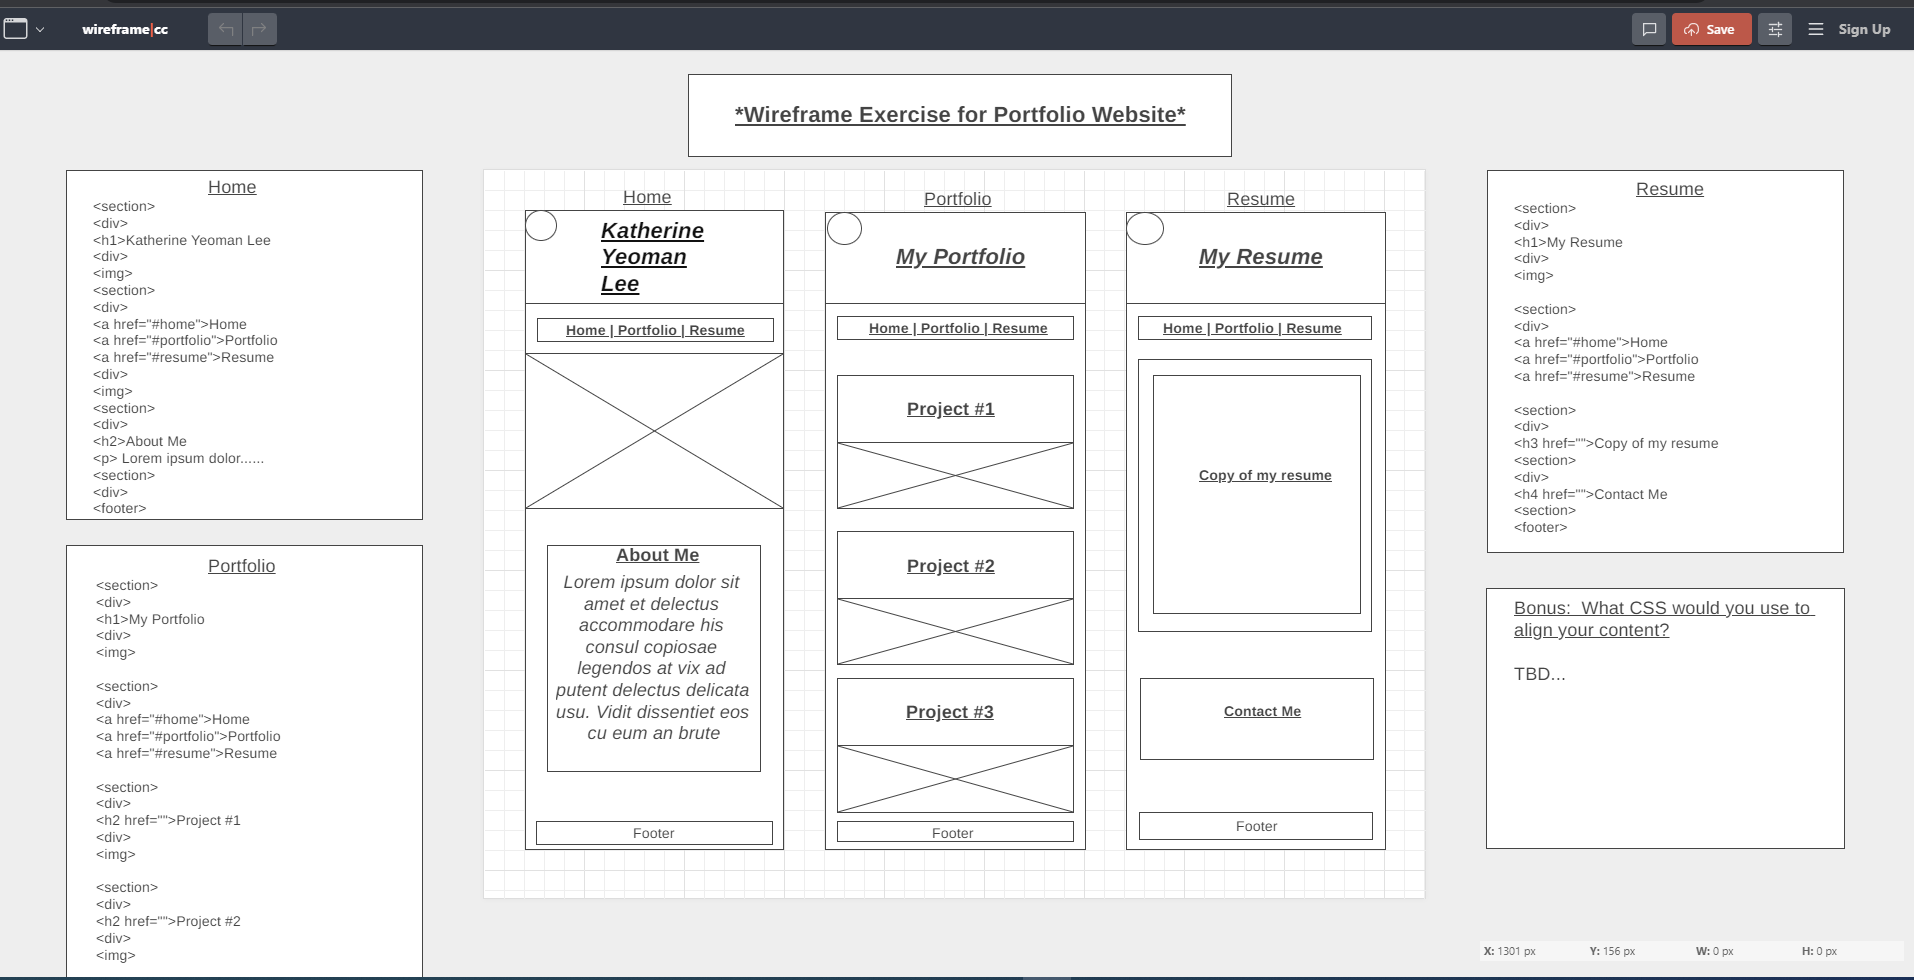 wireframe|cc
Save
Sign Up
*Wireframe Exercise for Portfolio Website*
Home
<section>
<div>
<h1>Katherine Yeoman Lee
<div>
<img>
<section>
<div>
<a href="#home">Home
<a href="#portfolio">Portfolio
<a href="#resume">Resume
<div>
<img>
<section>
<div>
<h2>About Me
<p> Lorem ipsum dolor......
<section>
<div>
<footer>
Portfolio
<section>
<div>
<h1>My Portfolio
<div>
<img>
<section>
<div>
<a href="#home">Home
<a href="#portfolio">Portfolio
<a href="#resume">Resume
<section>
<div>
<h2 href="">Project #1
<div>
<img>
<section>
<div>
<h2 href="">Project #2
<div>
<img>
Home
Katherine
Yeoman
Lee
Home | Portfolio | Resume
About Me
Lorem ipsum dolor sit
amet et delectus
accommodare his
consul copiosae
legendos at vix ad
putent delectus delicata
usu. Vidit dissentiet eos
cu eum an brute
Footer
Portfolio
My Portfolio
Home | Portfolio | Resume
Project #1
Project #2
Project #3
Footer
Resume
My Resume
Home | Portfolio | Resume
Copy of my resume
Contact Me
Footer
Resume
<section>
<div>
<h1>My Resume
<div>
<img>
<section>
<div>
<a href="#home">Home
<a href="#portfolio">Portfolio
<a href="#resume">Resume
<section>
<div>
<h3 href="">Copy of my resume
<section>
<div>
<h4 href="">Contact Me
<section>
<footer>
Bonus:  What CSS would you use to
align your content?
TBD...
X: 1301 px Y: 156 px W: 0 px H: 0 px